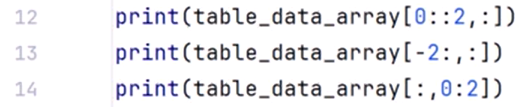 12 print(table_data_array[0::2,:])
13 print(table_data_array[-2:,:])
14 print(table_data_array[:,0:2])